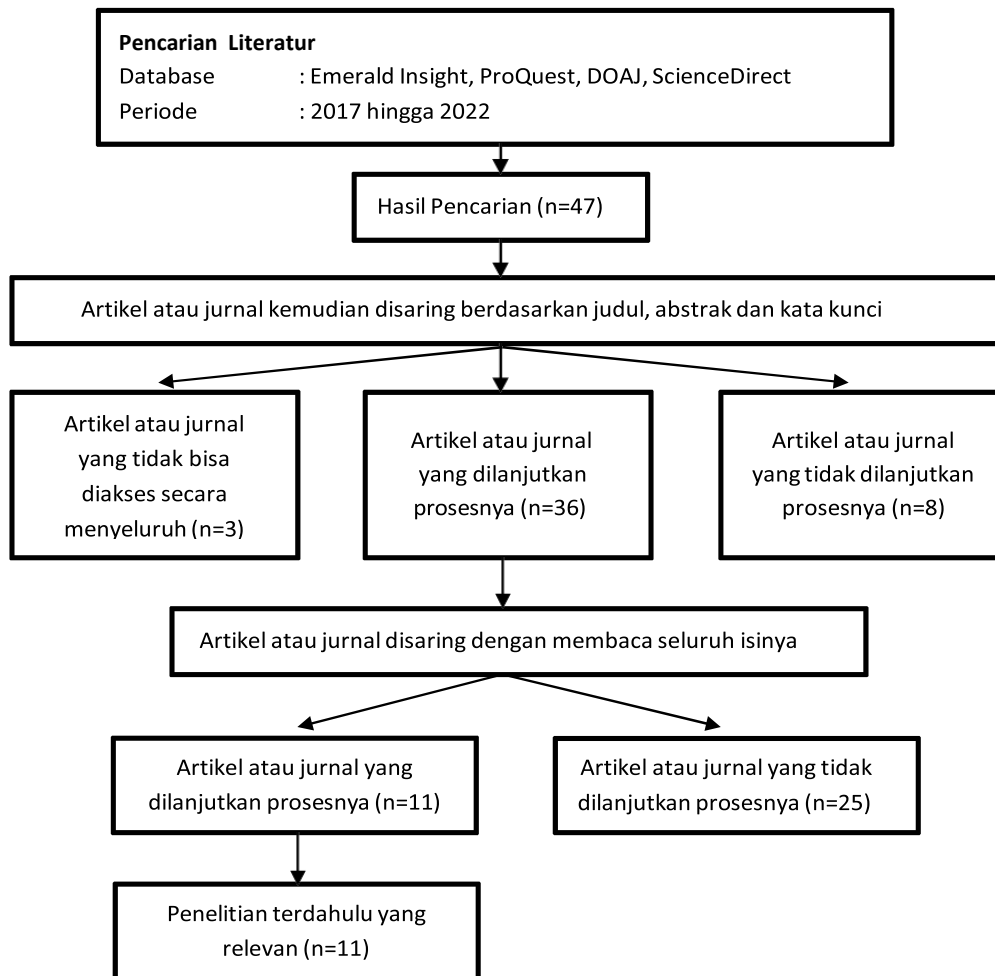 Pencarian Literatur
Database : Emerald Insight, ProQuest, DOAJ, ScienceDirect
Periode : 2017 hingga 2022
Hasil Pencarian (n=47)
Artikel atau jurnal kemudian disaring berdasarkan judul, abstrak dan kata kunci
Artikel atau jurnal
yang tidak bisa
diakses secara
menyeluruh (n=3)
Artikel atau jurnal
yang dilanjutkan
prosesnya (n=36)
Artikel atau jurnal
yang tidak dilanjutkan
prosesnya (n=8)
Artikel atau jurnal disaring dengan membaca seluruh isinya
Artikel atau jurnal yang
dilanjutkan prosesnya (n=11)
Artikel atau jurnal yang tidak
dilanjutkan prosesnya (n=25)
Penelitian terdahulu yang
relevan (n=11)